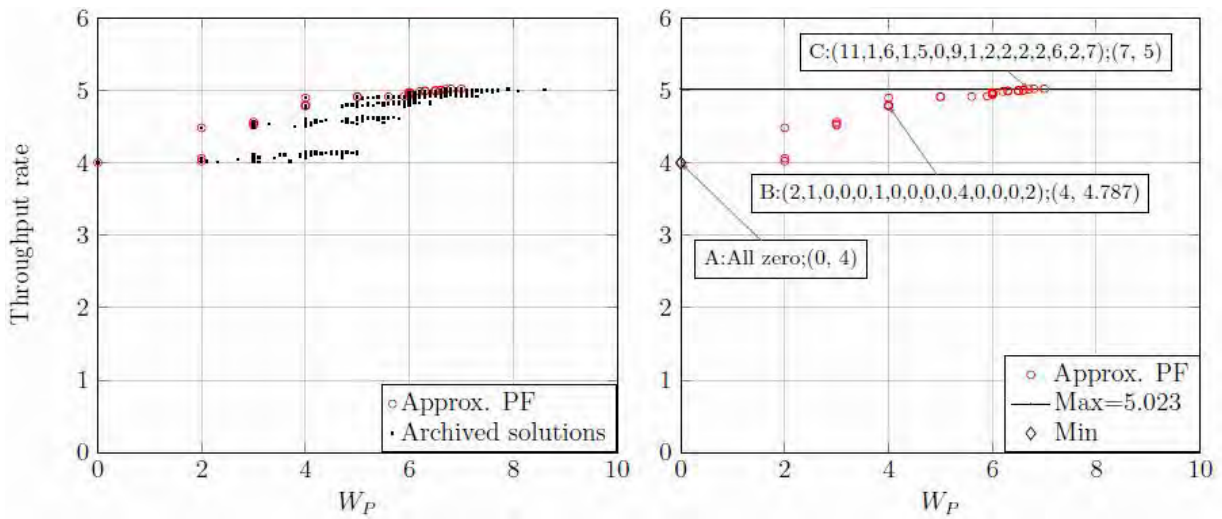 Throughput rate
6
5
4
3
2
1
0
0 2 4 6 8 10
W_P
Approx. PF
Archived solutions
6
5
4
3
2
1
0
0 2 4 6 8 10
W_P
C:(11,1,6,1,5,0,9,1,2,2,2,2,6,2,7);(7, 5)
B:(2,1,0,0,0,1,0,0,0,0,4,0,0,0,2);(4, 4.787)
A:All zero;(0, 4)
Approx. PF
Max=5.023
Min